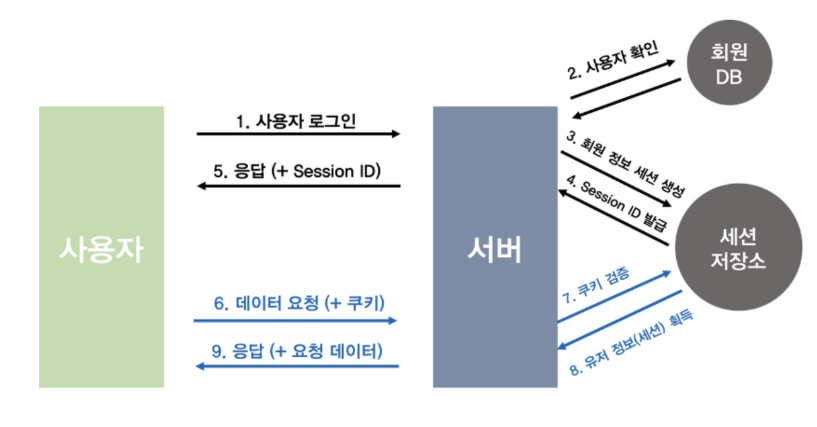 2. 사용자 확인
회원
DB
1. 사용자 로그인
3. 회원 정보 세션 생성
5. 응답 (+ Session ID)
4. Session ID 발급
사용자
서버
세션
저장소
6. 데이터 요청 (+ 쿠키)
7. 쿠키 검증
9. 응답 (+ 요청 데이터)
8. 유저 정보(세션) 획득